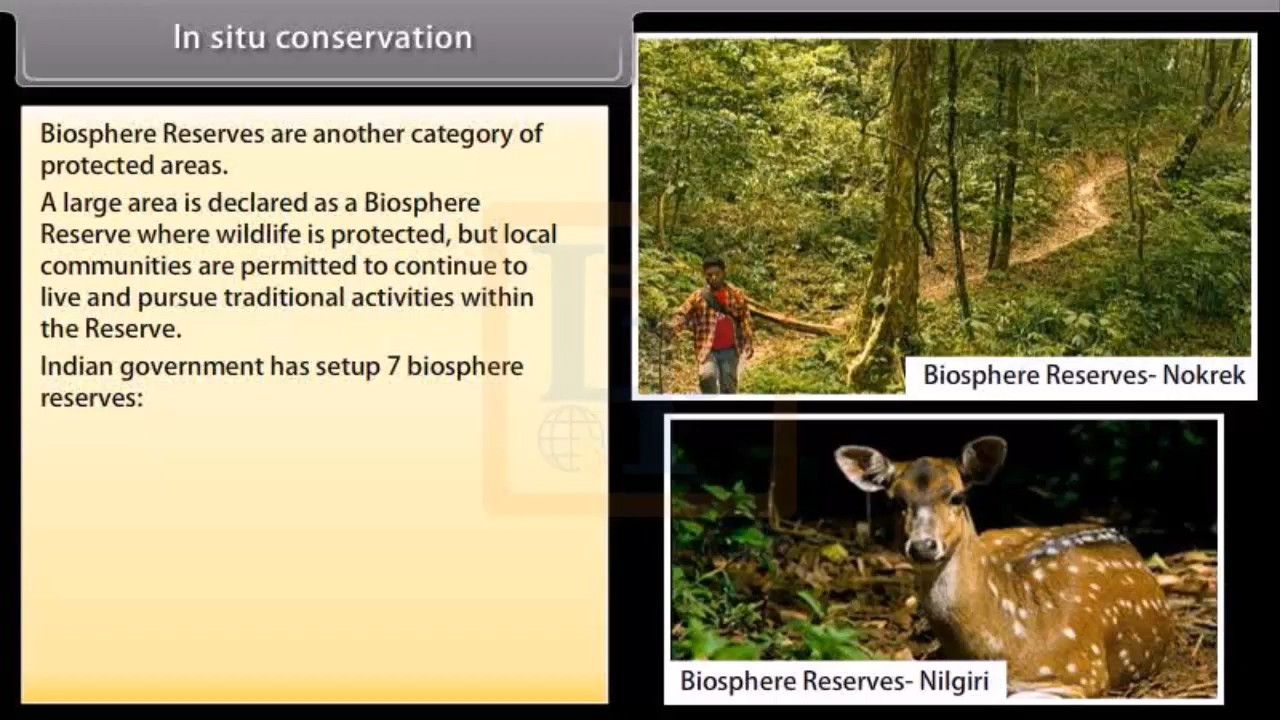 In situ conservation
Biosphere Reserves are another category of
protected areas.
A large area is declared as a Biosphere
Reserve where wildlife is protected, but local
communities are permitted to continue to
live and pursue traditional activities within
the Reserve.
Indian government has setup 7 biosphere
reserves:
Biosphere Reserves- Nokrek
Biosphere Reserves- Nilgiri